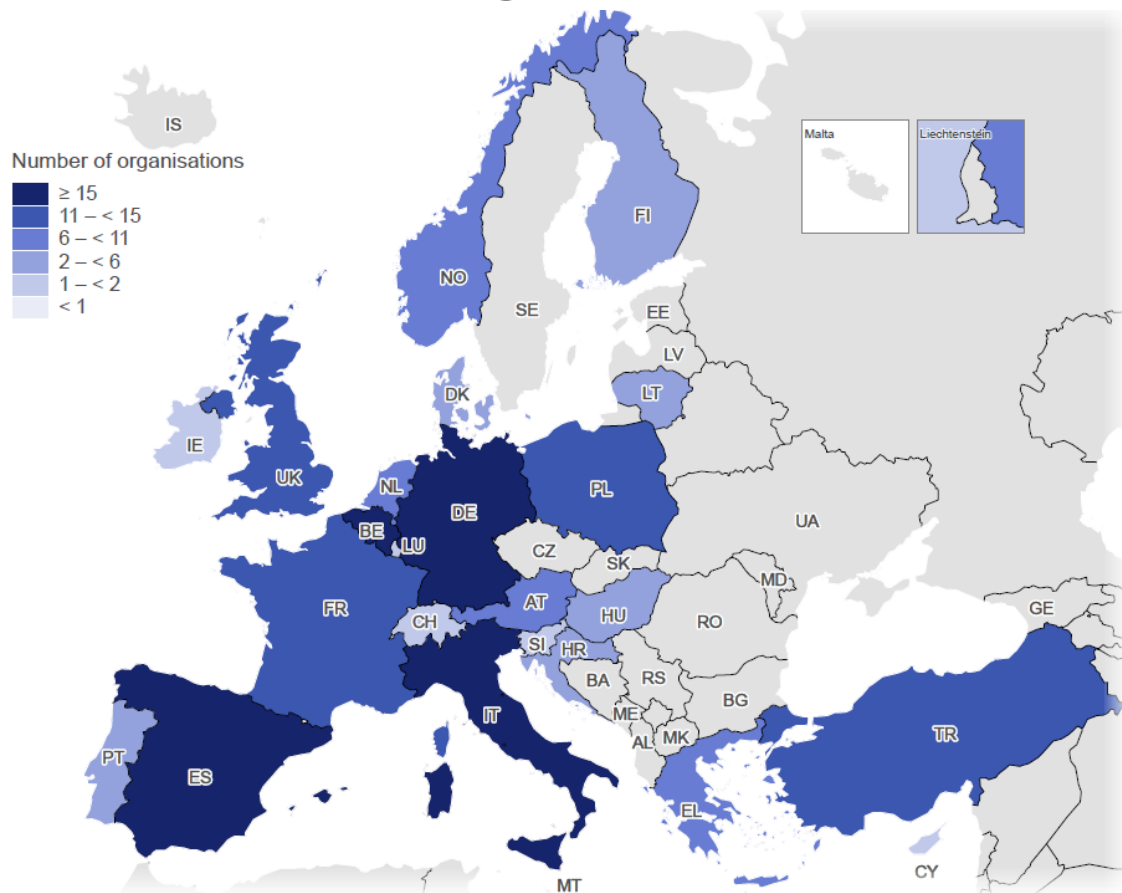 IS
Malta
Liechtenstein
Number of organisations
≥ 15
11 – < 15
6 – < 11
2 – < 6
1 – < 2
< 1
FI
NO
SE
EE
LV
DK
LT
IE
UK
NL
PL
DE
BE
LU
UA
CZ
SK
MD
FR
AT
HU
CH
RO
GE
SI
HR
BA
RS
BG
ME
IT
MK
AL
TR
PT
ES
EL
CY
MT